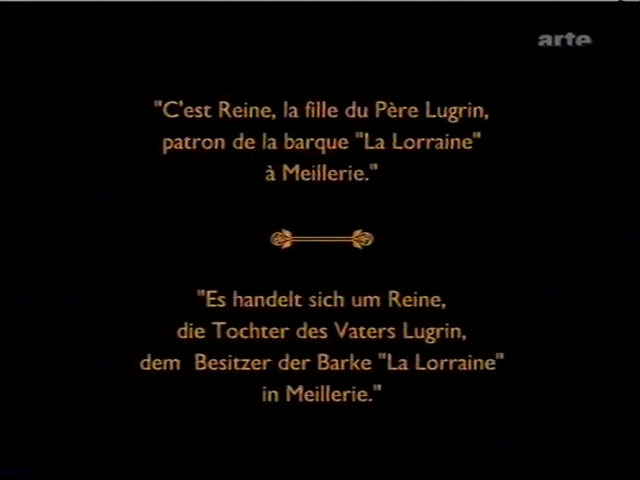 arte
"C'est Reine, la fille du Père Lugrin,
patron de la barque "La Lorraine"
à Meillerie."
"Es handelt sich um Reine,
die Tochter des Vaters Lugrin,
dem  Besitzer der Barke "La Lorraine"
in Meillerie."